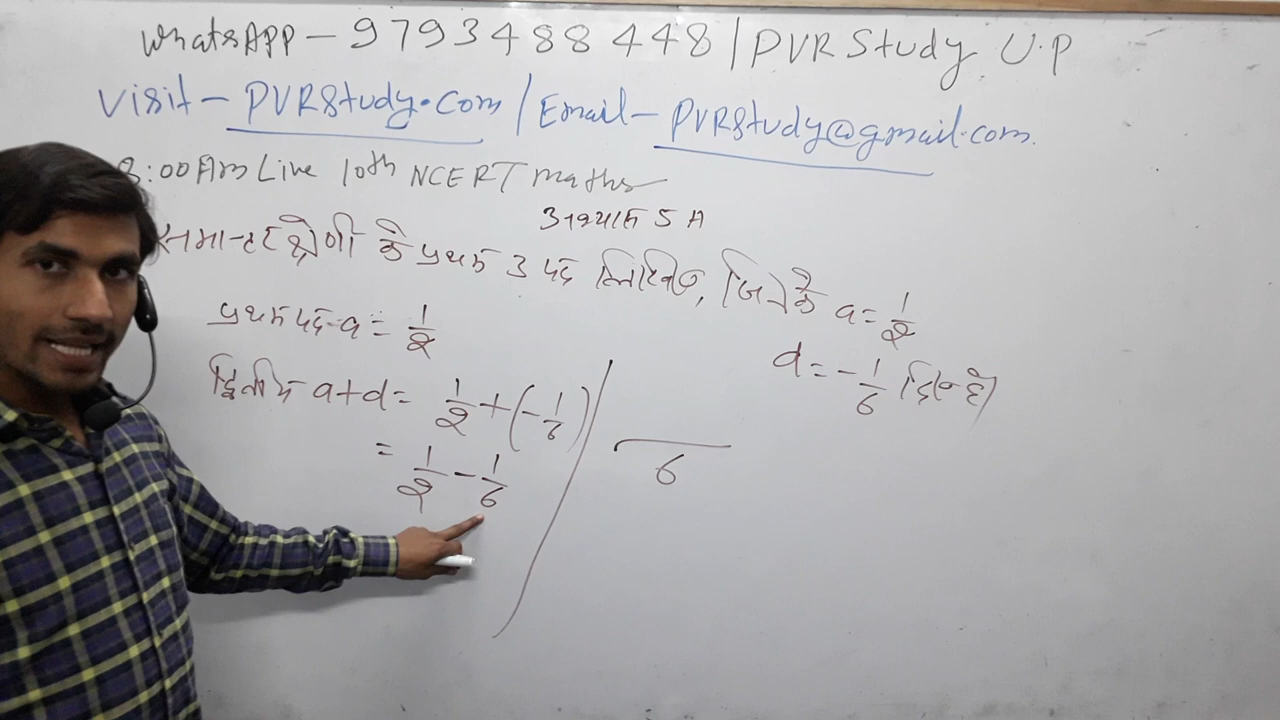 WhatsAPP - 9793488448 | PVR Study U.P
Visit - PVRStudy.Com / Email - PVRStudy@gmail.com
8:00 Am Live 10th NCERT maths
अध्याय 5 A
समान्तर श्रेणी के प्रथम 3 पद लिखिए, जिनके a = 1/2
d = -1/6 दिया है
प्रथम पद - a = 1/2
द्वितीय a+d = 1/2 + (-1/6)
= 1/2 - 1/6
6